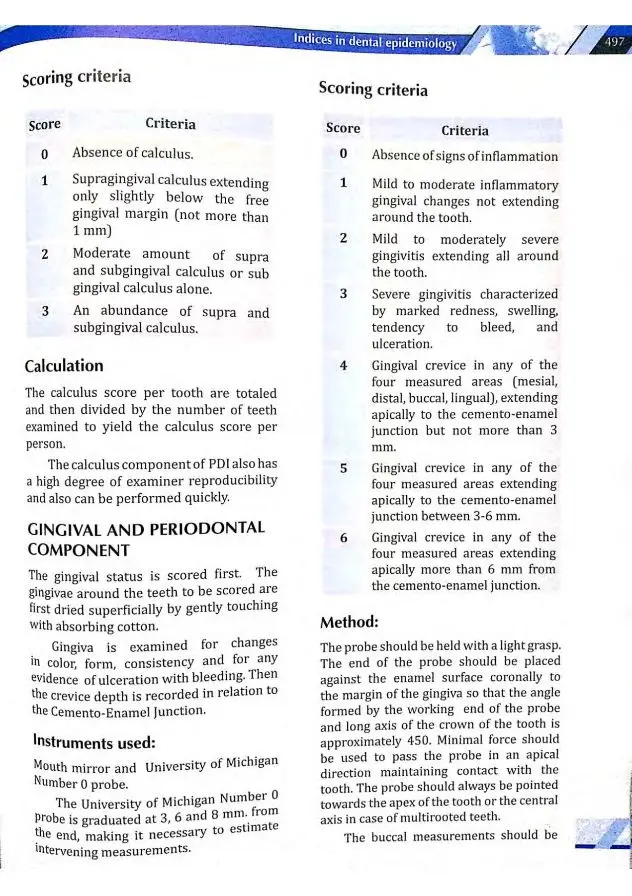 Indices in dental epidemiology
497
Scoring criteria
Score Criteria
0 Absence of calculus.
1 Supragingival calculus extending
only slightly below the free
gingival margin (not more than
1 mm)
2 Moderate amount of supra
and subgingival calculus or sub
gingival calculus alone.
3 An abundance of supra and
subgingival calculus.
Calculation
The calculus score per tooth are totaled
and then divided by the number of teeth
examined to yield the calculus score per
person.
The calculus component of PDI also has
a high degree of examiner reproducibility
and also can be performed quickly.
GINGIVAL AND PERIODONTAL
COMPONENT
The gingival status is scored first. The
gingivae around the teeth to be scored are
first dried superficially by gently touching
with absorbing cotton.
Gingiva is examined for changes
in color, form, consistency and for any
evidence of ulceration with bleeding. Then
the crevice depth is recorded in relation to
the Cemento-Enamel Junction.
Instruments used:
Mouth mirror and University of Michigan
Number 0 probe.
The University of Michigan Number 0
probe is graduated at 3, 6 and 8 mm. from
the end, making it necessary to estimate
intervening measurements.
Scoring criteria
Score Criteria
0 Absence of signs of inflammation
1 Mild to moderate inflammatory
gingival changes not extending
around the tooth.
2 Mild to moderately severe
gingivitis extending all around
the tooth.
3 Severe gingivitis characterized
by marked redness, swelling,
tendency to bleed, and
ulceration.
4 Gingival crevice in any of the
four measured areas (mesial,
distal, buccal, lingual), extending
apically to the cemento-enamel
junction but not more than 3
mm.
5 Gingival crevice in any of the
four measured areas extending
apically to the cemento-enamel
junction between 3-6 mm.
6 Gingival crevice in any of the
four measured areas extending
apically more than 6 mm from
the cemento-enamel junction.
Method:
The probe should be held with a light grasp.
The end of the probe should be placed
against the enamel surface coronally to
the margin of the gingiva so that the angle
formed by the working end of the probe
and long axis of the crown of the tooth is
approximately 450. Minimal force should
be used to pass the probe in an apical
direction maintaining contact with the
tooth. The probe should always be pointed
towards the apex of the tooth or the central
axis in case of multirooted teeth.
The buccal measurements should be